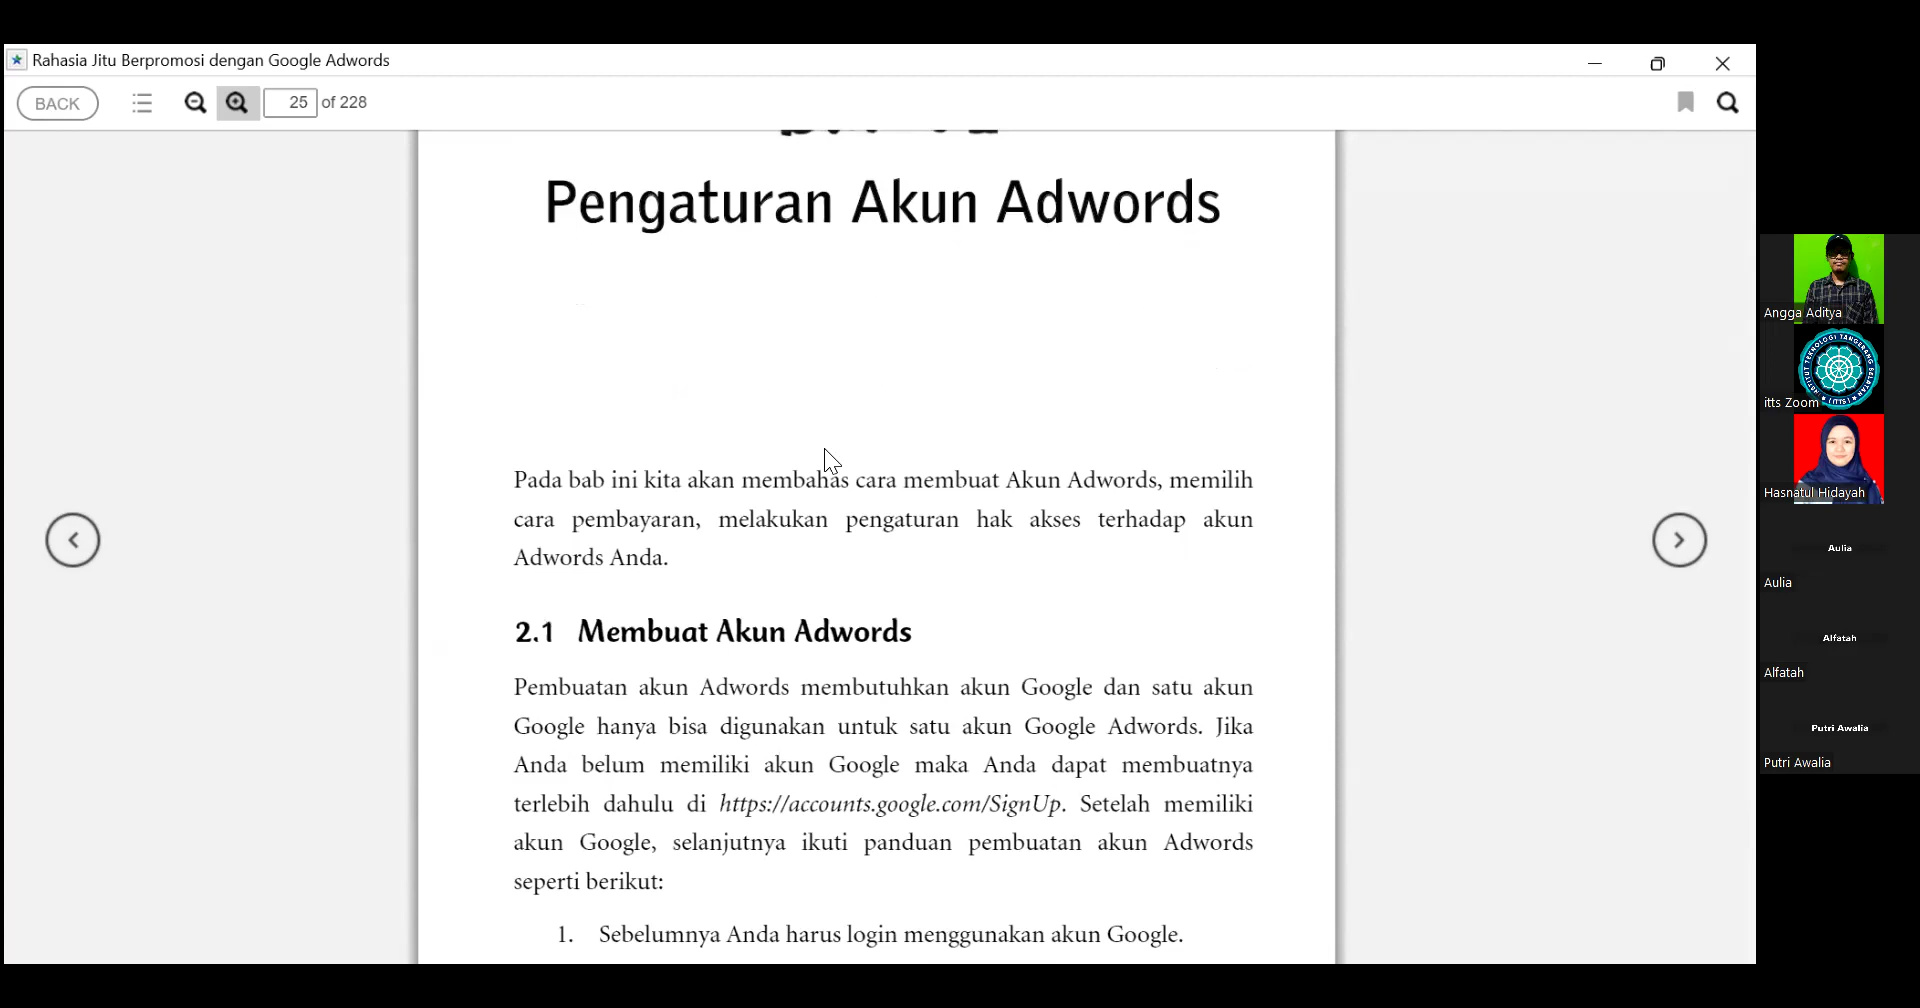 Rahasia Jitu Berpromosi dengan Google Adwords
BACK
25 of 228
Pengaturan Akun Adwords
Pada bab ini kita akan membahas cara membuat Akun Adwords, memilih
cara pembayaran, melakukan pengaturan hak akses terhadap akun
Adwords Anda.
2.1 Membuat Akun Adwords
Pembuatan akun Adwords membutuhkan akun Google dan satu akun
Google hanya bisa digunakan untuk satu akun Google Adwords. Jika
Anda belum memiliki akun Google maka Anda dapat membuatnya
terlebih dahulu di https://accounts.google.com/SignUp. Setelah memiliki
akun Google, selanjutnya ikuti panduan pembuatan akun Adwords
seperti berikut:
1. Sebelumnya Anda harus login menggunakan akun Google.
Angga Aditya
INSTITUT TEKNOLOGI TANGERANG SELATAN
(ITTS)
itts Zoom
Hasnatul Hidayah
Aulia
Aulia
Alfatah
Alfatah
Putri Awalia
Putri Awalia